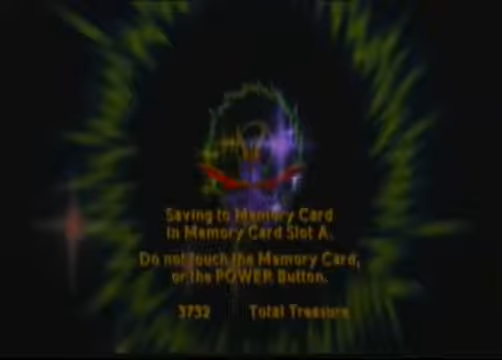 Saving to Memory Card
in Memory Card Slot A.
Do not touch the Memory Card,
or the POWER Button.
3732 Total Treasure